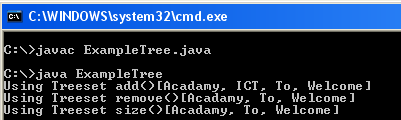 C:\WINDOWS\system32\cmd.exe
C:\>javac ExampleTree.java
C:\>java ExampleTree
Using Treeset add()[Acadamy, ICT, To, Welcome]
Using Treeset remove()[Acadamy, To, Welcome]
Using Treeset size()[Acadamy, To, Welcome]